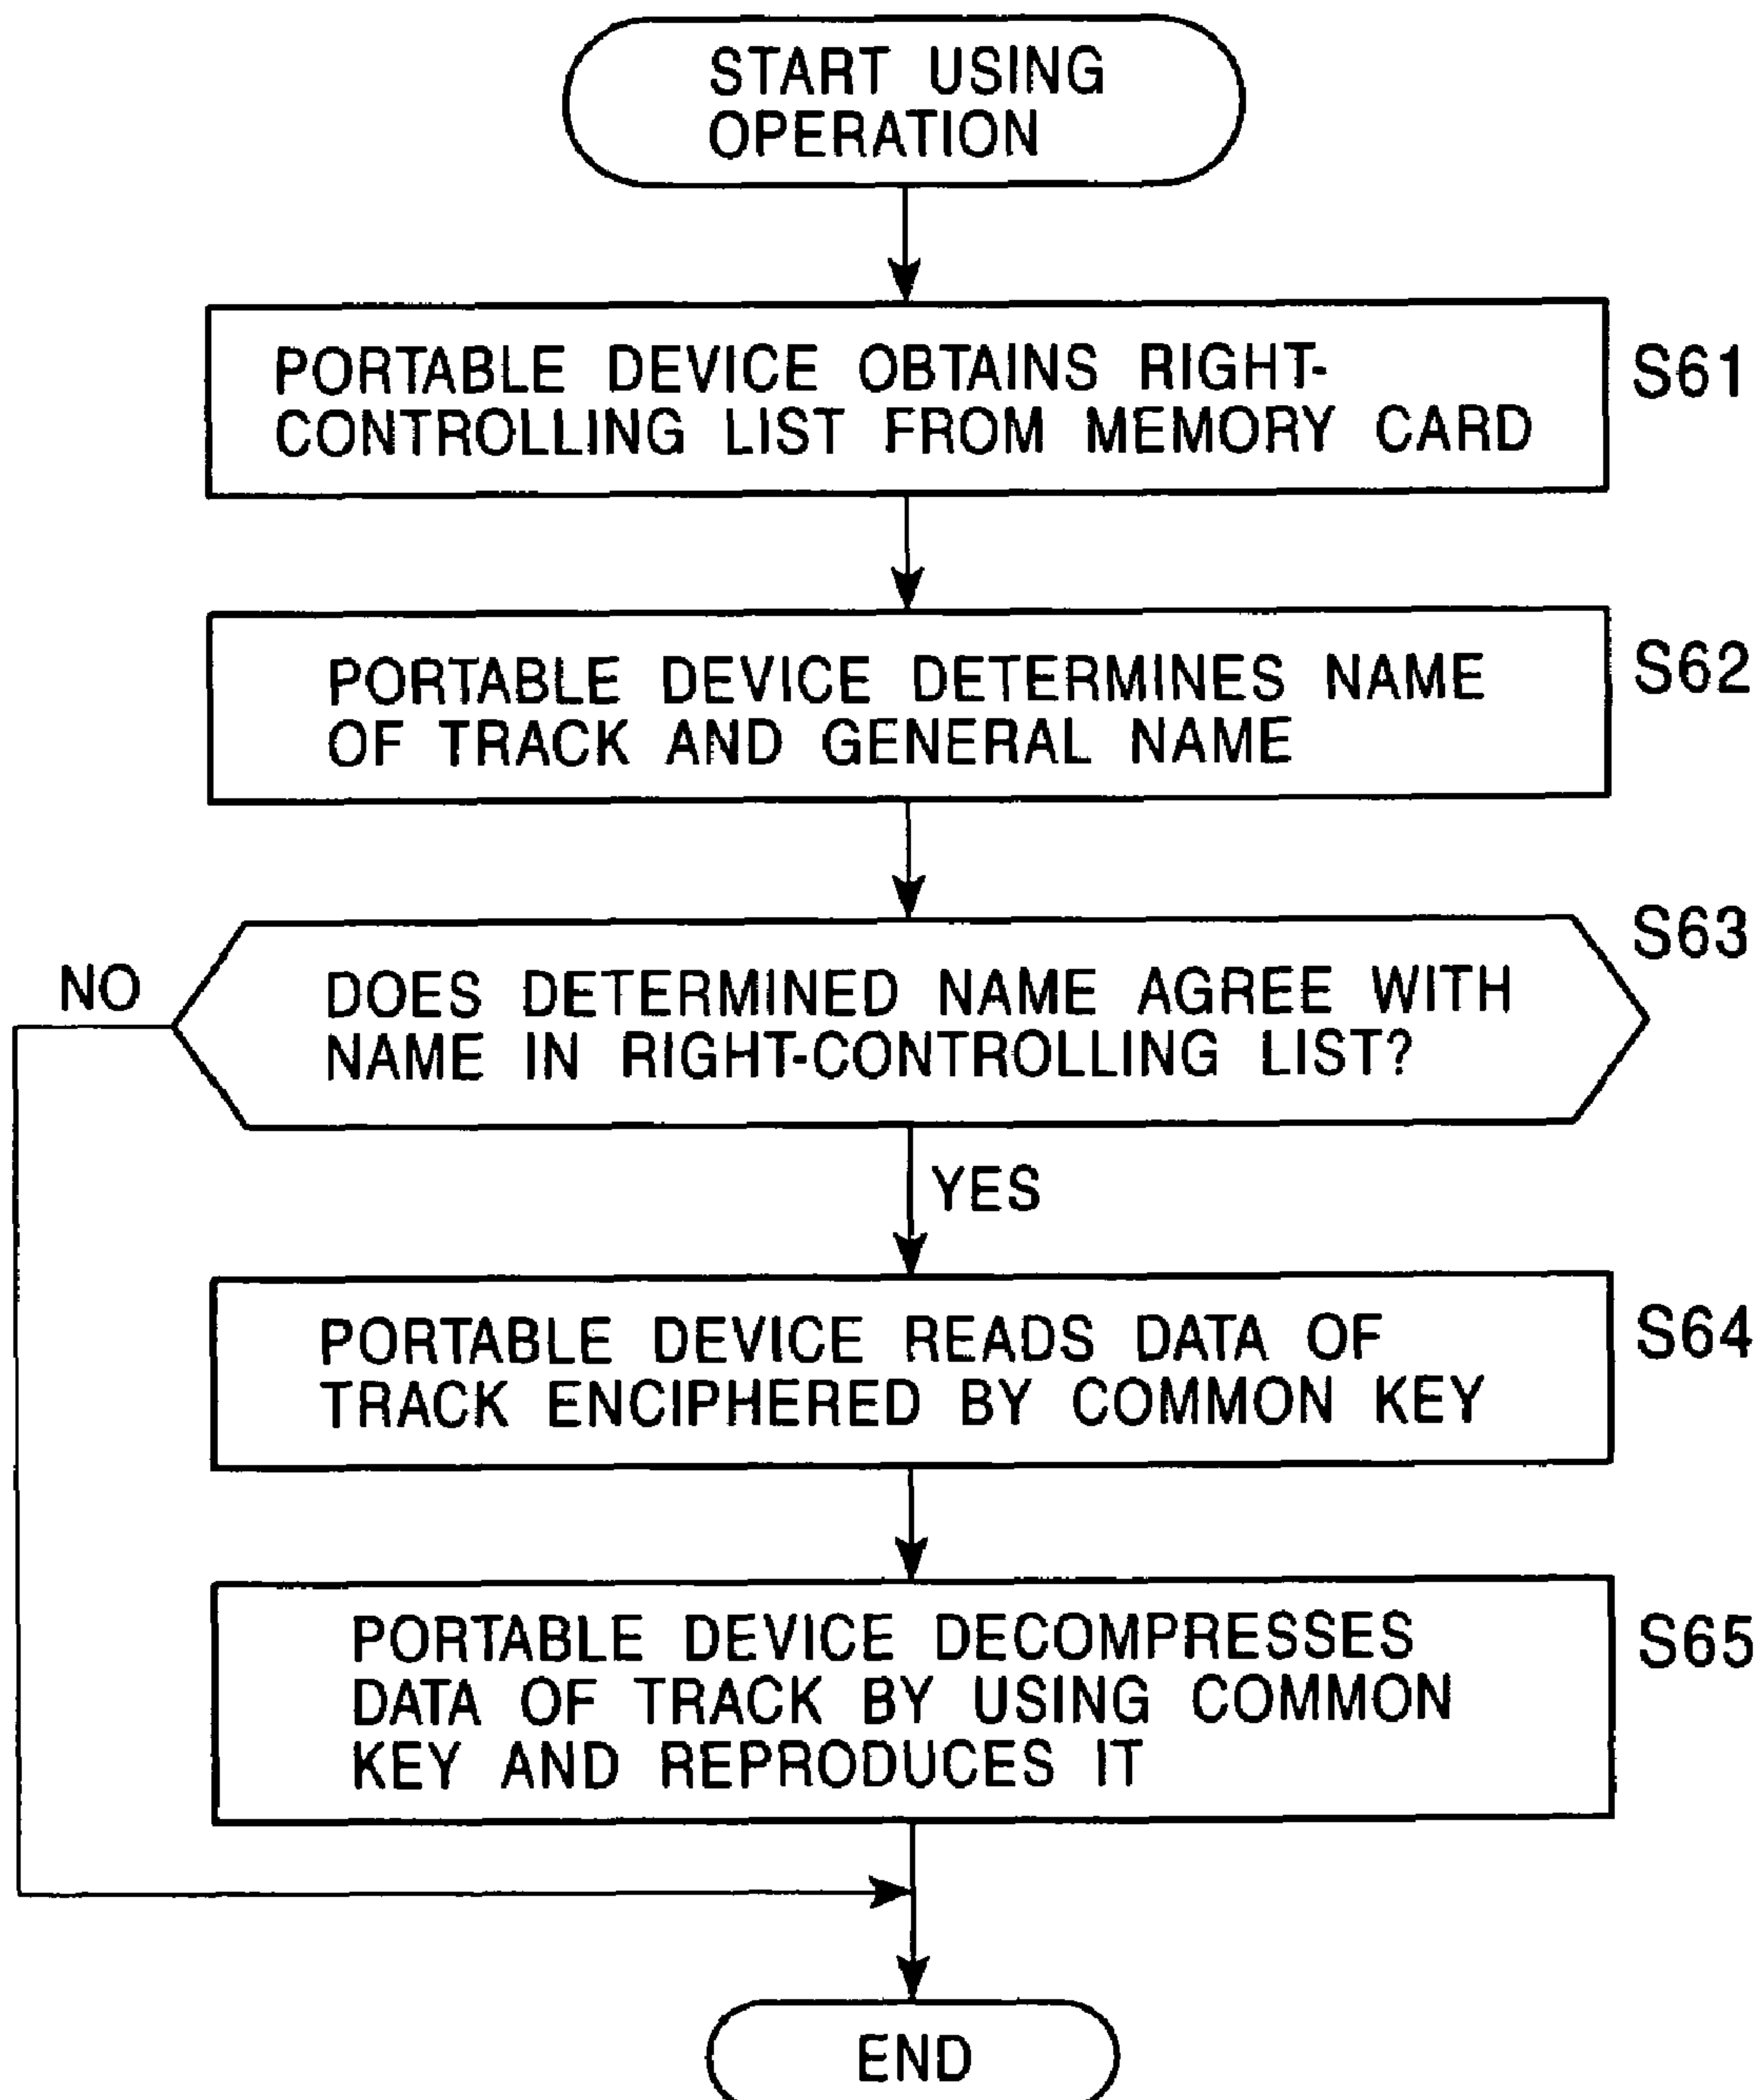 START USING
OPERATION
PORTABLE DEVICE OBTAINS RIGHT-
CONTROLLING LIST FROM MEMORY CARD
S61
PORTABLE DEVICE DETERMINES NAME
OF TRACK AND GENERAL NAME
S62
DOES DETERMINED NAME AGREE WITH
NAME IN RIGHT-CONTROLLING LIST?
S63
NO
YES
PORTABLE DEVICE READS DATA OF
TRACK ENCIPHERED BY COMMON KEY
S64
PORTABLE DEVICE DECOMPRESSES
DATA OF TRACK BY USING COMMON
KEY AND REPRODUCES IT
S65
END